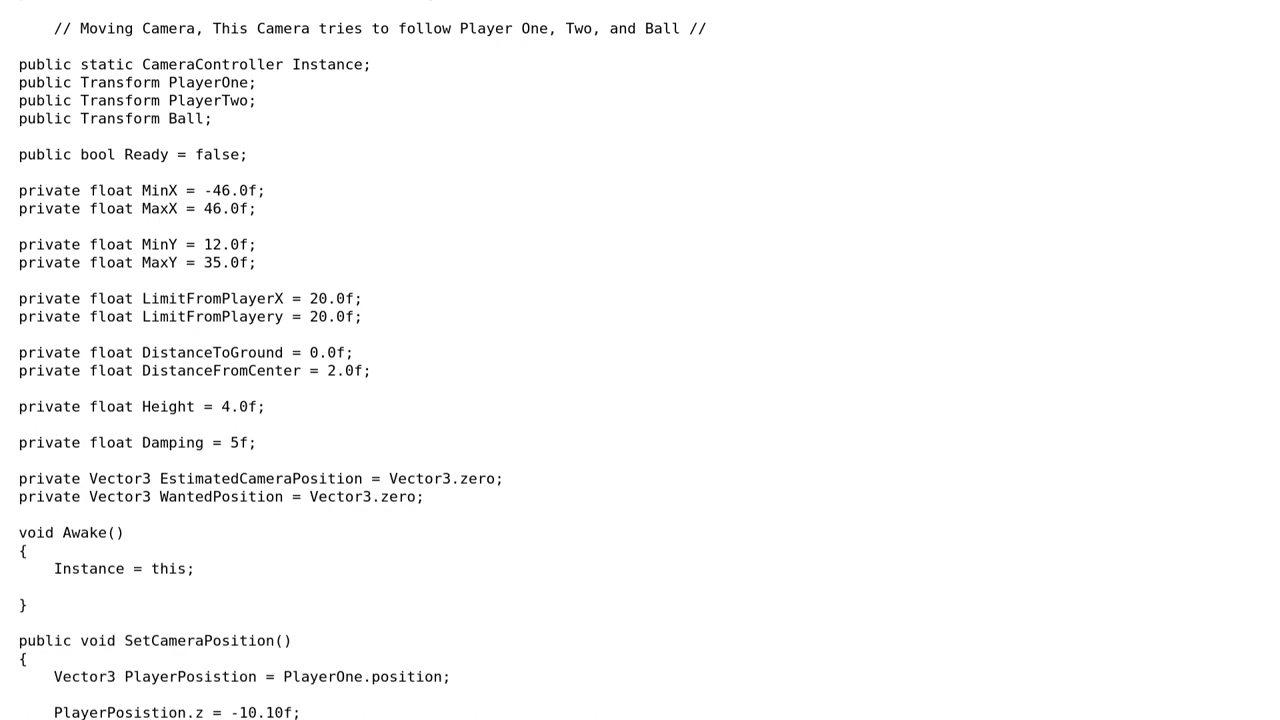 // Moving Camera, This Camera tries to follow Player One, Two, and Ball //
public static CameraController Instance;
public Transform PlayerOne;
public Transform PlayerTwo;
public Transform Ball;
public bool Ready = false;
private float MinX = -46.0f;
private float MaxX = 46.0f;
private float MinY = 12.0f;
private float MaxY = 35.0f;
private float LimitFromPlayerX = 20.0f;
private float LimitFromPlayery = 20.0f;
private float DistanceToGround = 0.0f;
private float DistanceFromCenter = 2.0f;
private float Height = 4.0f;
private float Damping = 5f;
private Vector3 EstimatedCameraPosition = Vector3.zero;
private Vector3 WantedPosition = Vector3.zero;
void Awake()
{
Instance = this;
}
public void SetCameraPosition()
{
Vector3 PlayerPosistion = PlayerOne.position;
PlayerPosistion.z = -10.10f;